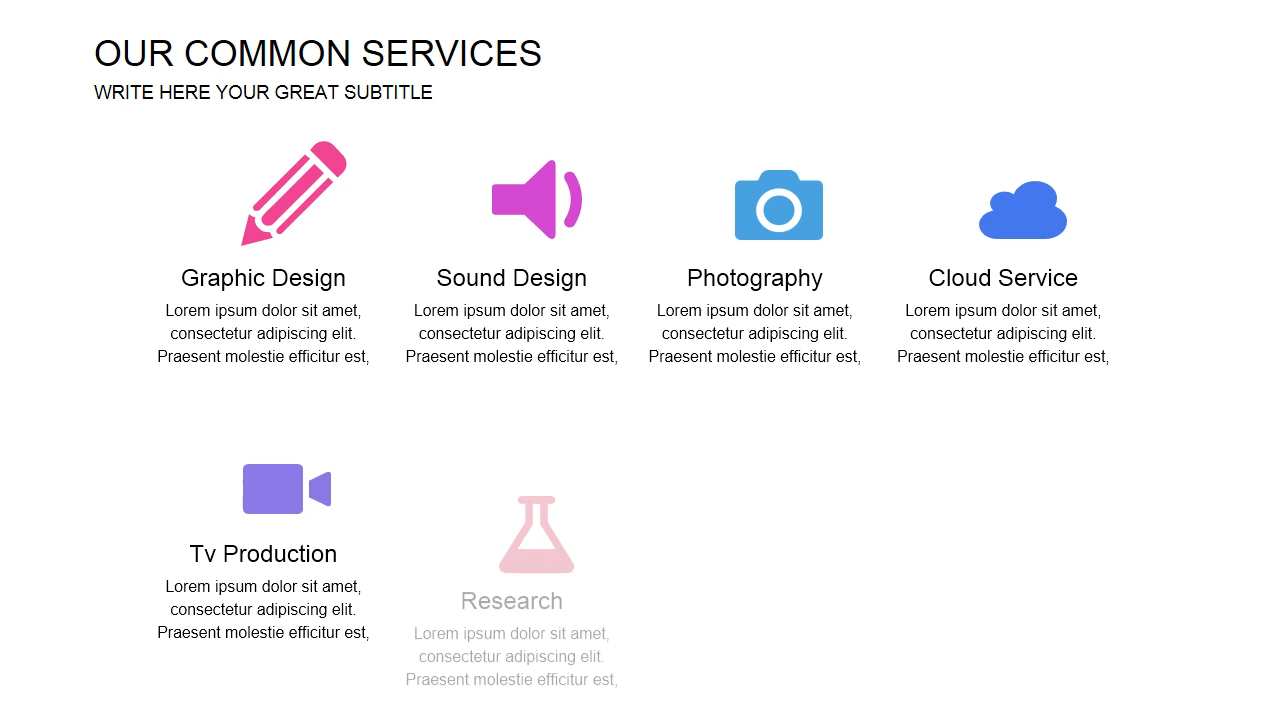 OUR COMMON SERVICES
WRITE HERE YOUR GREAT SUBTITLE
Graphic Design
Lorem ipsum dolor sit amet,
consectetur adipiscing elit.
Praesent molestie efficitur est,
Sound Design
Lorem ipsum dolor sit amet,
consectetur adipiscing elit.
Praesent molestie efficitur est,
Photography
Lorem ipsum dolor sit amet,
consectetur adipiscing elit.
Praesent molestie efficitur est,
Cloud Service
Lorem ipsum dolor sit amet,
consectetur adipiscing elit.
Praesent molestie efficitur est,
Tv Production
Lorem ipsum dolor sit amet,
consectetur adipiscing elit.
Praesent molestie efficitur est,
Research
Lorem ipsum dolor sit amet,
consectetur adipiscing elit.
Praesent molestie efficitur est,